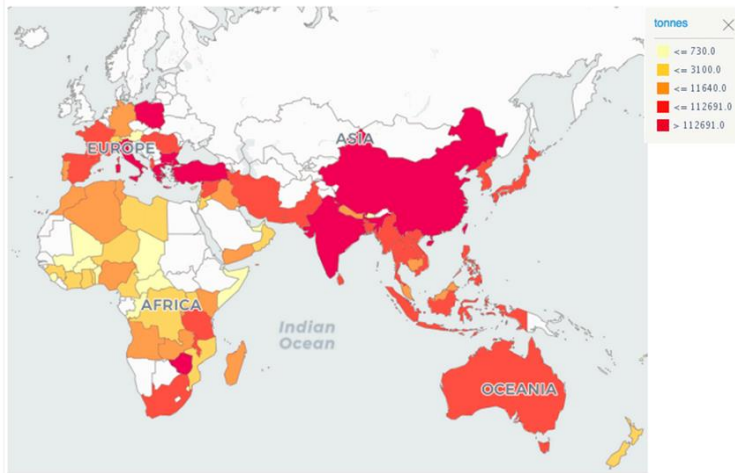 tonnes
<= 730.0
<= 3100.0
<= 11640.0
<= 112691.0
> 112691.0
ASIA
EUROPE
AFRICA
Indian
Ocean
OCEANIA